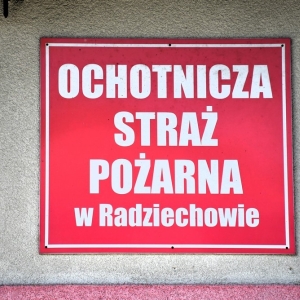 OCHOTNICZA
STRAŻ
POŻARNA
w Radziechowie